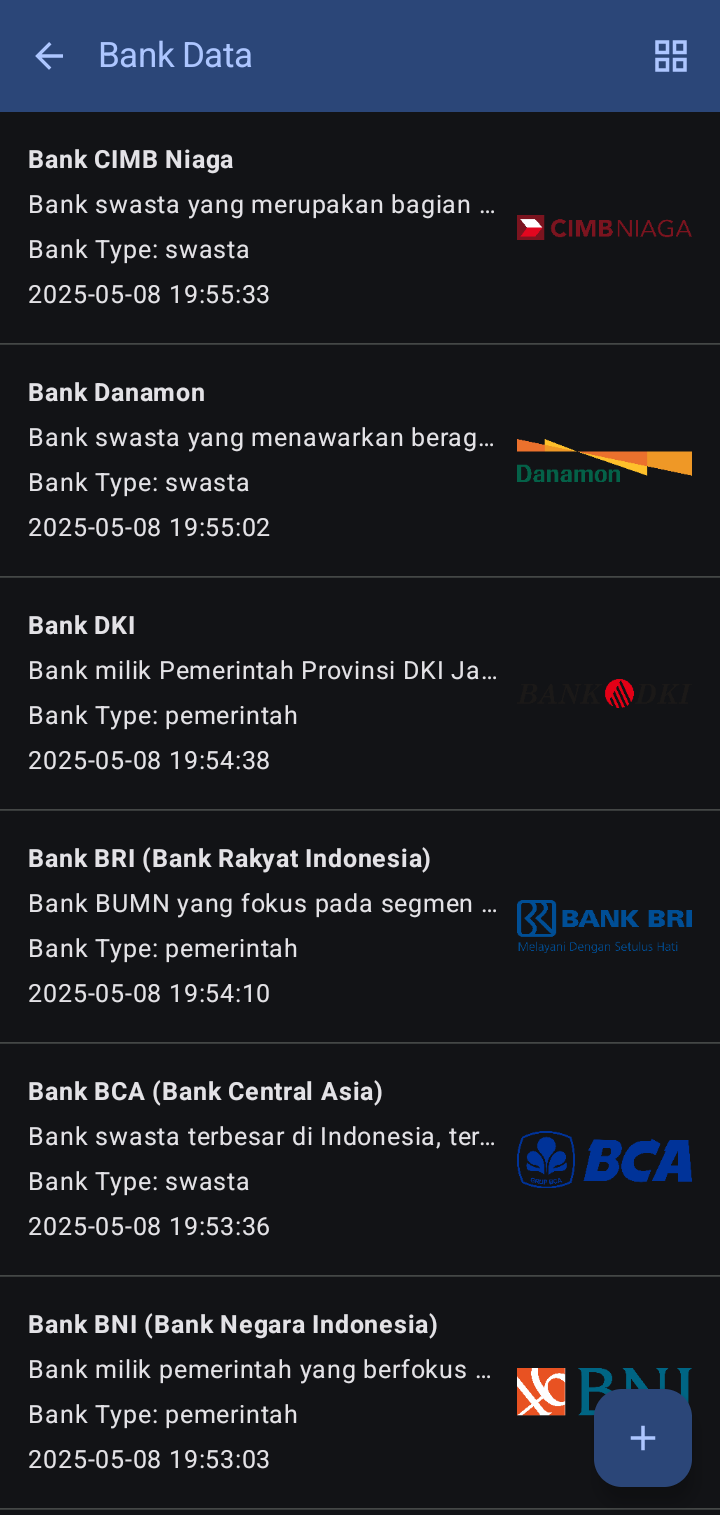 Bank Data
Bank CIMB Niaga
Bank swasta yang merupakan bagian ...
Bank Type: swasta
2025-05-08 19:55:33
CIMBNIAGA
Bank Danamon
Bank swasta yang menawarkan berag...
Bank Type: swasta
2025-05-08 19:55:02
Danamon
Bank DKI
Bank milik Pemerintah Provinsi DKI Ja...
Bank Type: pemerintah
2025-05-08 19:54:38
BANK DKI
Bank BRI (Bank Rakyat Indonesia)
Bank BUMN yang fokus pada segmen ...
Bank Type: pemerintah
2025-05-08 19:54:10
BANK BRI
Melayani Dengan Setulus Hati
Bank BCA (Bank Central Asia)
Bank swasta terbesar di Indonesia, ter...
Bank Type: swasta
2025-05-08 19:53:36
BCA
Bank BNI (Bank Negara Indonesia)
Bank milik pemerintah yang berfokus ...
Bank Type: pemerintah
2025-05-08 19:53:03
BNI